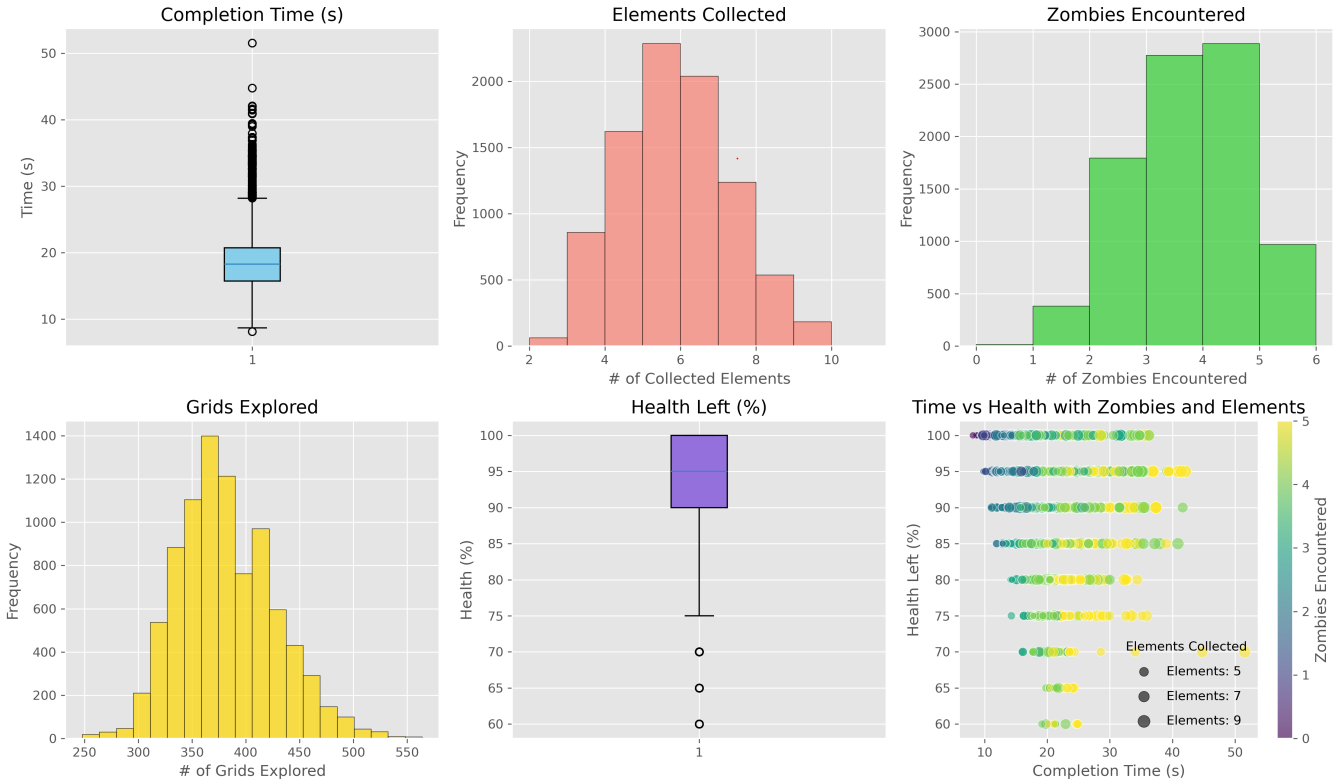 Completion Time (s)
50
40
30
20
10
Time (s)
1
Elements Collected
2000
1500
1000
500
0
Frequency
2 4 6 8 10
# of Collected Elements
Zombies Encountered
3000
2500
2000
1500
1000
500
0
Frequency
0 1 2 3 4 5 6
# of Zombies Encountered
Grids Explored
1400
1200
1000
800
600
400
200
0
Frequency
250 300 350 400 450 500 550
# of Grids Explored
Health Left (%)
100
95
90
85
80
75
70
65
60
Health (%)
1
Time vs Health with Zombies and Elements
100
95
90
85
80
75
70
65
60
Health Left (%)
Elements Collected
Elements: 5
Elements: 7
Elements: 9
10 20 30 40 50
Completion Time (s)
5
4
3
2
1
0
Zombies Encountered